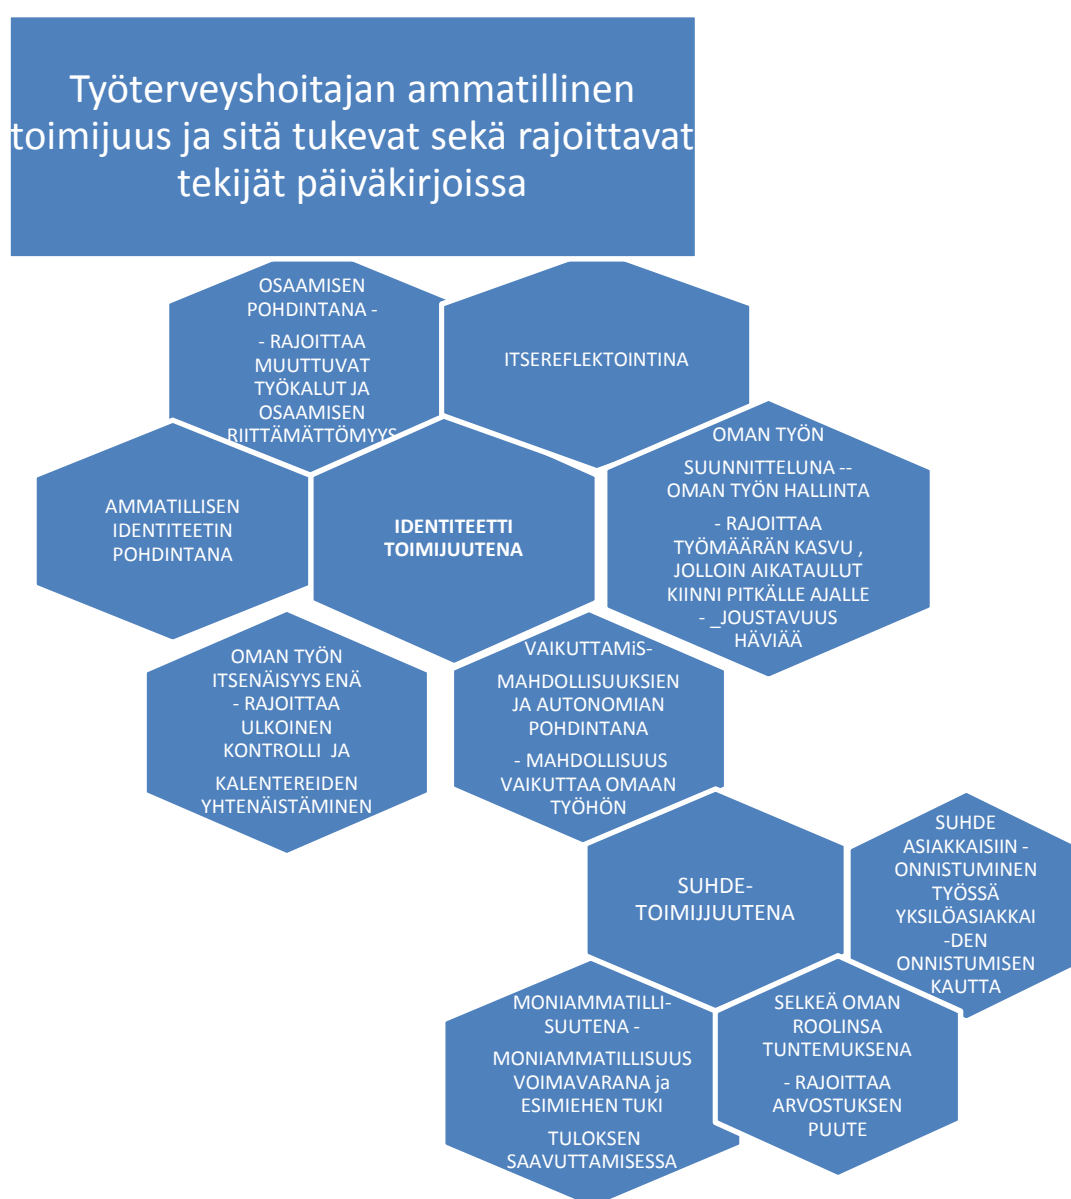 Työterveyshoitajan ammatillinen
toimijuus ja sitä tukevat sekä rajoittavat
tekijät päiväkirjoissa
OSAAMISEN
POHDINTANA -
- RAJOITTAA
MUUTTUVAT
TYÖKALUT JA
OSAAMISEN
RIITTÄMÄTTÖMYYS
ITSEREFLEKTOINTINA
OMAN TYÖN
SUUNNITTELUNA --
OMAN TYÖN HALLINTA
- RAJOITTAA
TYÖMÄÄRÄN KASVU ,
JOLLOIN AIKATAULUT
KIINNI PITKÄLLE AJALLE
- _JOUSTAVUUS
HÄVIÄÄ
AMMATILLISEN
IDENTITEETIN
POHDINTANA
IDENTITEETTI
TOIMIJUUTENA
OMAN TYÖN
ITSENÄISYYS ENÄ
- RAJOITTAA
ULKOINEN
KONTROLLI JA
KALENTEREIDEN
YHTENÄISTÄMINEN
VAIKUTTAMiS-
MAHDOLLISUUKSIEN
JA AUTONOMIAN
POHDINTANA
- MAHDOLLISUUS
VAIKUTTAA OMAAN
TYÖHÖN
SUHDE-
TOIMIJJUUTENA
SUHDE
ASIAKKAISIIN -
ONNISTUMINEN
TYÖSSÄ
YKSILÖASIAKKAI
-DEN
ONNISTUMISEN
KAUTTA
MONIAMMATILLI-
SUUTENA -
MONIAMMATILLISUUS
VOIMAVARANA ja
ESIMIEHEN TUKI
TULOKSEN
SAAVUTTAMISESSA
SELKEÄ OMAN
ROOLINSA
TUNTEMUKSENA
- RAJOITTAA
ARVOSTUKSEN
PUUTE